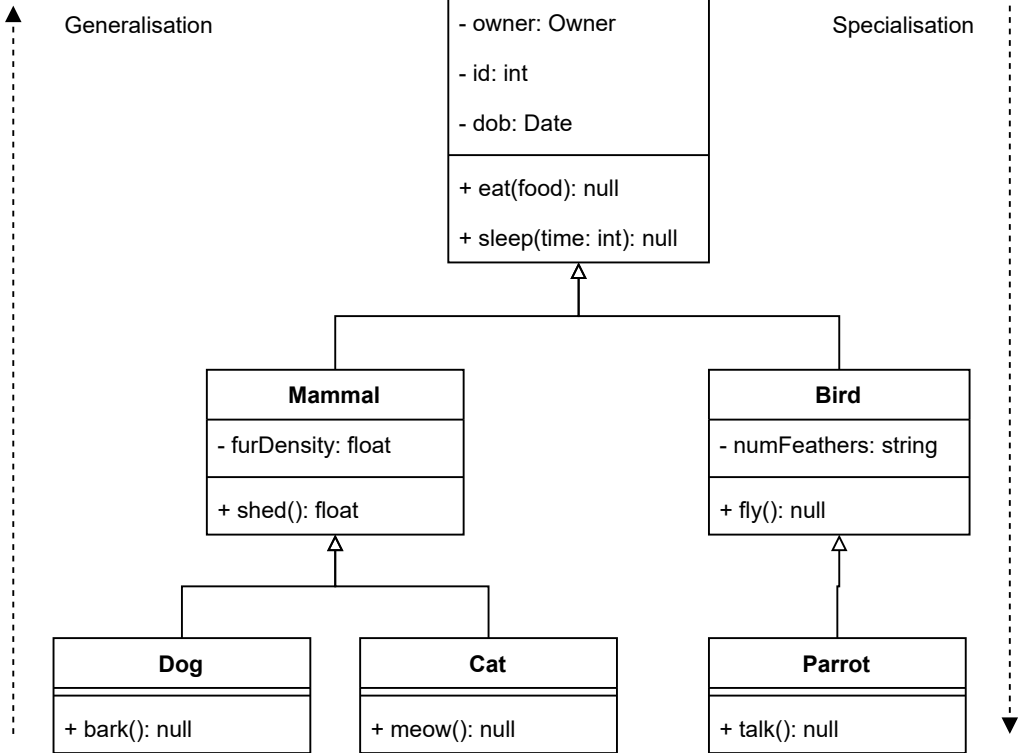 Generalisation
Specialisation
- owner: Owner
- id: int
- dob: Date
+ eat(food): null
+ sleep(time: int): null
Mammal
- furDensity: float
+ shed(): float
Bird
- numFeathers: string
+ fly(): null
Dog
+ bark(): null
Cat
+ meow(): null
Parrot
+ talk(): null